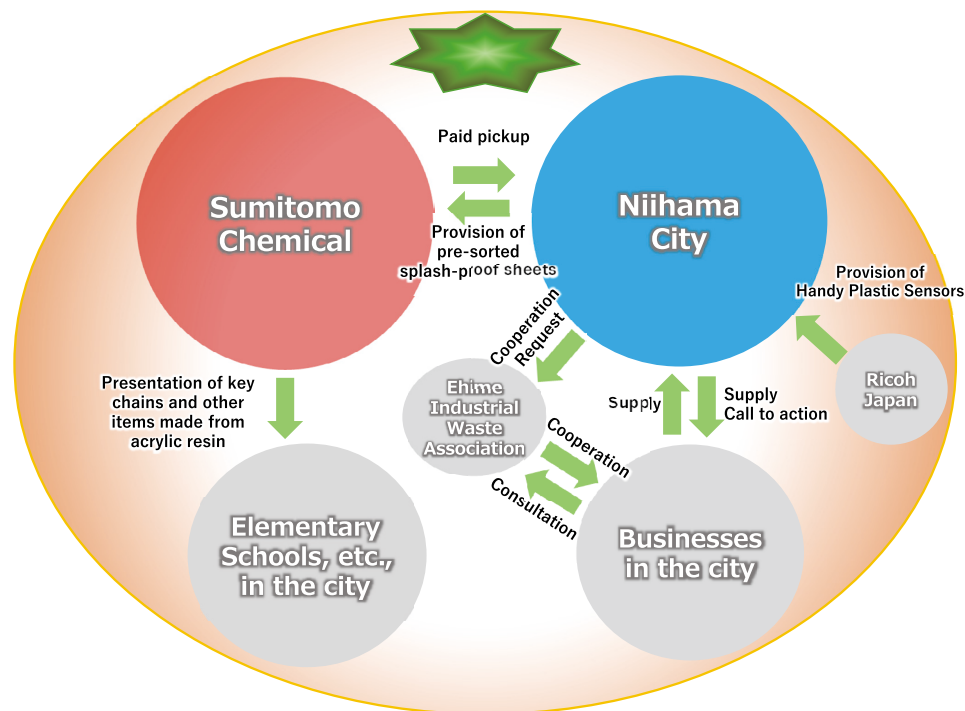 Paid pickup
Sumitomo
Chemical
Niihama
City
Provision of
pre-sorted
splash-proof sheets
Provision of
Handy Plastic Sensors
Cooperation
Request
Ricoh
Japan
Presentation of key
chains and other
items made from
acrylic resin
Ehime
Industrial
Waste
Association
Supply
Supply
Call to action
Cooperation
Consultation
Elementary
Schools, etc.,
in the city
Businesses
in the city